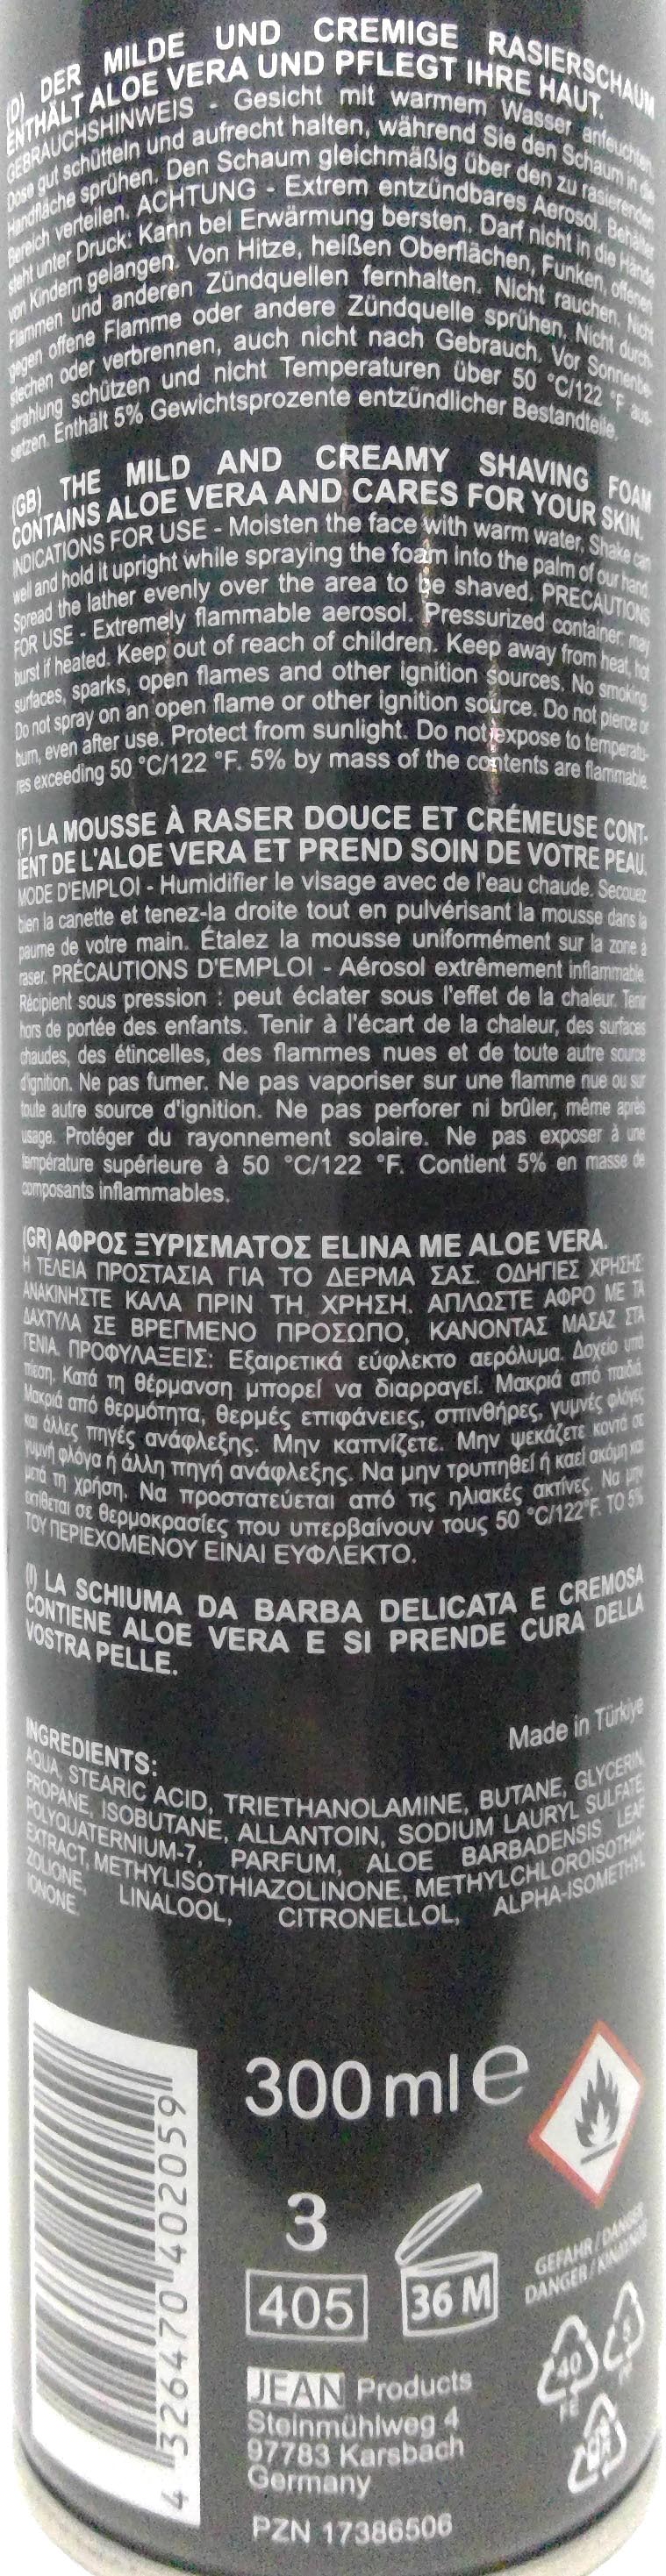 (D) DER MILDE UND CREMIGE RASIERSCHAUM
ENTHÄLT ALOE VERA UND PFLEGT IHRE HAUT.
GEBRAUCHSHINWEIS - Gesicht mit warmem Wasser anfeuchten.
Dose gut schütteln und aufrecht halten, während Sie den Schaum in die
Handfläche sprühen. Den Schaum gleichmäßig über den zu rasierenden
Bereich verteilen. ACHTUNG - Extrem entzündbares Aerosol. Behälter
steht unter Druck: Kann bei Erwärmung bersten. Darf nicht in die Hände
von Kindern gelangen. Von Hitze, heißen Oberflächen, Funken, offenen
Flammen und anderen Zündquellen fernhalten. Nicht rauchen. Nicht
gegen offene Flamme oder andere Zündquelle sprühen. Nicht durch-
stechen oder verbrennen, auch nicht nach Gebrauch. Vor Sonnenbe-
strahlung schützen und nicht Temperaturen über 50 °C/122 °F aus-
setzen. Enthält 5% Gewichtsprozente entzündlicher Bestandteile.
(GB) THE MILD AND CREAMY SHAVING FOAM
CONTAINS ALOE VERA AND CARES FOR YOUR SKIN.
INDICATIONS FOR USE - Moisten the face with warm water. Shake can
well and hold it upright while spraying the foam into the palm of our hand.
Spread the lather evenly over the area to be shaved. PRECAUTIONS
FOR USE - Extremely flammable aerosol. Pressurized container: may
burst if heated. Keep out of reach of children. Keep away from heat, hot
surfaces, sparks, open flames and other ignition sources. No smoking.
Do not spray on an open flame or other ignition source. Do not pierce or
burn, even after use. Protect from sunlight. Do not expose to temperatu-
res exceeding 50 °C/122 °F. 5% by mass of the contents are flammable.
(F) LA MOUSSE À RASER DOUCE ET CRÉMEUSE CONT-
IENT DE L'ALOE VERA ET PREND SOIN DE VOTRE PEAU.
MODE D'EMPLOI - Humidifier le visage avec de l'eau chaude. Secouez
bien la canette et tenez-la droite tout en pulvérisant la mousse dans la
paume de votre main. Étalez la mousse uniformément sur la zone à
raser. PRÉCAUTIONS D'EMPLOI - Aérosol extrêmement inflammable.
Récipient sous pression : peut éclater sous l'effet de la chaleur. Tenir
hors de portée des enfants. Tenir à l'écart de la chaleur, des surfaces
chaudes, des étincelles, des flammes nues et de toute autre source
d'ignition. Ne pas fumer. Ne pas vaporiser sur une flamme nue ou sur
toute autre source d'ignition. Ne pas perforer ni brûler, même après
usage. Protéger du rayonnement solaire. Ne pas exposer à une
température supérieure à 50 °C/122 °F. Contient 5% en masse de
composants inflammables.
(GR) ΑΦΡΟΣ ΞΥΡΙΣΜΑΤΟΣ ELINA ME ALOE VERA.
Η ΤΕΛΕΙΑ ΠΡΟΣΤΑΣΙΑ ΓΙΑ ΤΟ ΔΕΡΜΑ ΣΑΣ. ΟΔΗΓΙΕΣ ΧΡΗΣΗΣ:
ΑΝΑΚΙΝΗΣΤΕ ΚΑΛΑ ΠΡΙΝ ΤΗ ΧΡΗΣΗ. ΑΠΛΩΣΤΕ ΑΦΡΟ ΜΕ ΤΑ
ΔΑΧΤΥΛΑ ΣΕ ΒΡΕΓΜΕΝΟ ΠΡΟΣΩΠΟ, ΚΑΝΟΝΤΑΣ ΜΑΣΑΖ ΣΤΑ
ΓΕΝΙΑ. ΠΡΟΦΥΛΑΞΕΙΣ: Εξαιρετικά εύφλεκτο αερόλυμα. Δοχείο υπό
πίεση. Κατά τη θέρμανση μπορεί να διαρραγεί. Μακριά από παιδιά.
Μακριά από θερμότητα, θερμές επιφάνειες, σπινθήρες, γυμνές φλόγες
και άλλες πηγές ανάφλεξης. Μην καπνίζετε. Μην ψεκάζετε κοντά σε
γυμνή φλόγα ή άλλη πηγή ανάφλεξης. Να μην τρυπηθεί ή καεί ακόμη και
μετά τη χρήση. Να προστατεύεται από τις ηλιακές ακτίνες. Να μην
εκτίθεται σε θερμοκρασίες που υπερβαίνουν τους 50 °C/122°F. ΤΟ 5%
ΤΟΥ ΠΕΡΙΕΧΟΜΕΝΟΥ ΕΙΝΑΙ ΕΥΦΛΕΚΤΟ.
(I) LA SCHIUMA DA BARBA DELICATA E CREMOSA
CONTIENE ALOE VERA E SI PRENDE CURA DELLA
VOSTRA PELLE.
Made in Türkiye
INGREDIENTS:
AQUA, STEARIC ACID, TRIETHANOLAMINE, BUTANE, GLYCERIN,
PROPANE, ISOBUTANE, ALLANTOIN, SODIUM LAURYL SULFATE,
POLYQUATERNIUM-7, PARFUM, ALOE BARBADENSIS LEAF
EXTRACT, METHYLISOTHIAZOLINONE, METHYLCHLOROISOTHIA-
ZOLIONE, LINALOOL, CITRONELLOL, ALPHA-ISOMETHYL
IONONE.
300 ml e
3
405
36 M
GEFAHR / DANGER
DANGER / ΚΙΝΔΥΝΟΣ
40
FE
5
PP
JEAN Products
Steinmühlweg 4
97783 Karsbach
Germany
PZN 17386506
4 326470 402059